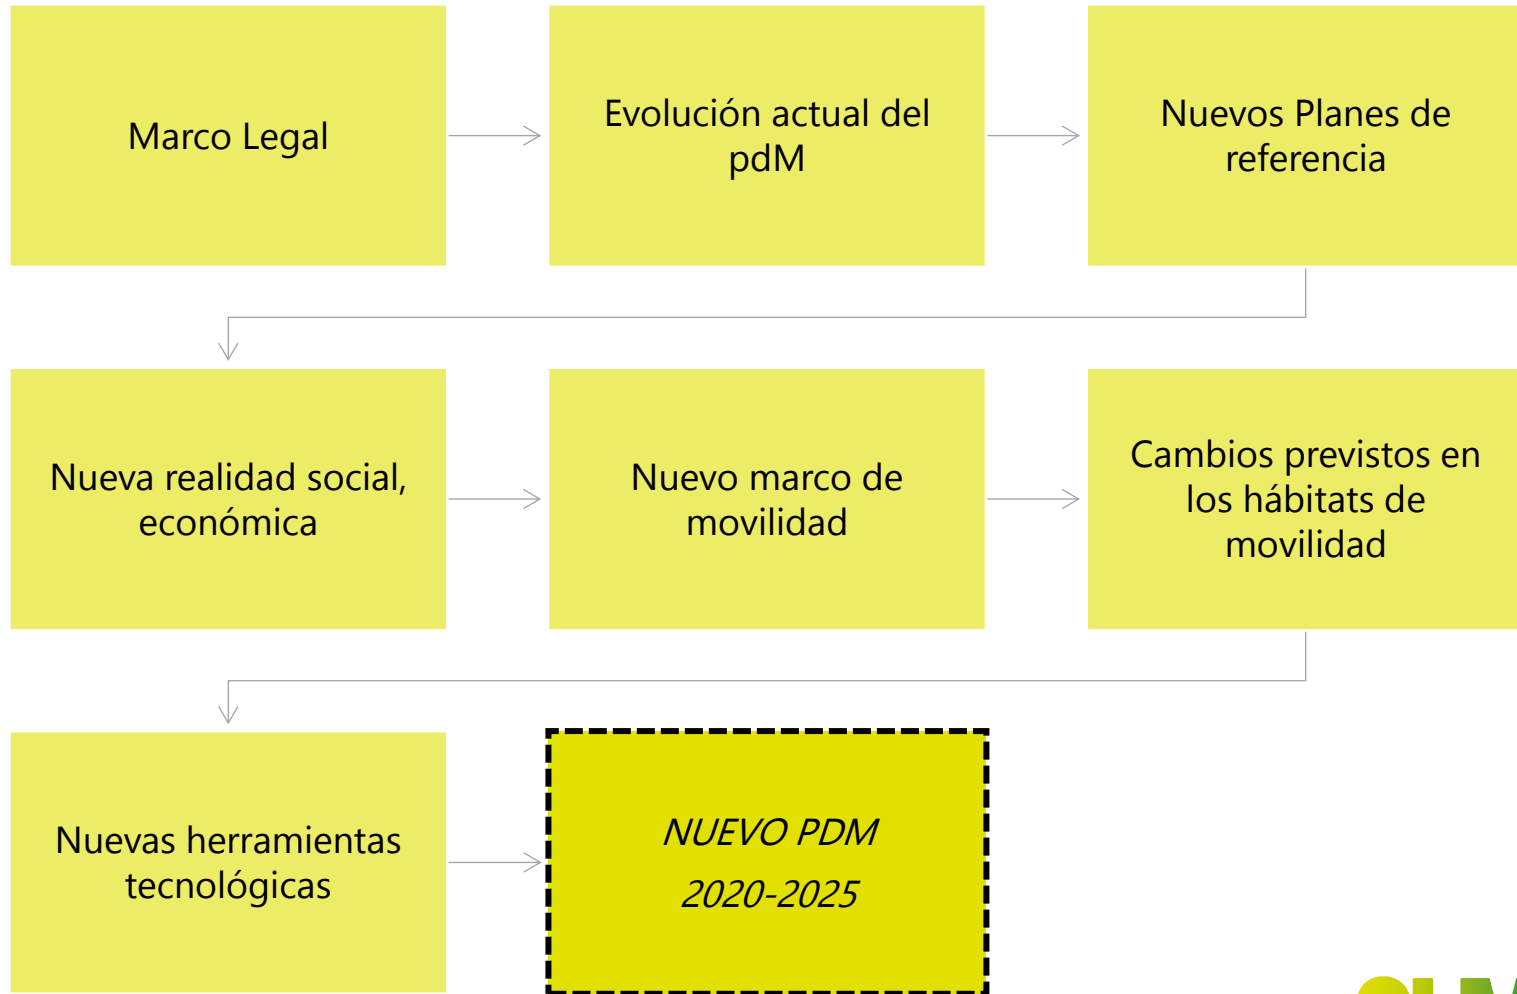 Marco Legal
Evolución actual del
pdM
Nuevos Planes de
referencia
Nueva realidad social,
económica
Nuevo marco de
movilidad
Cambios previstos en
los hábitats de
movilidad
Nuevas herramientas
tecnológicas
NUEVO PDM
2020-2025